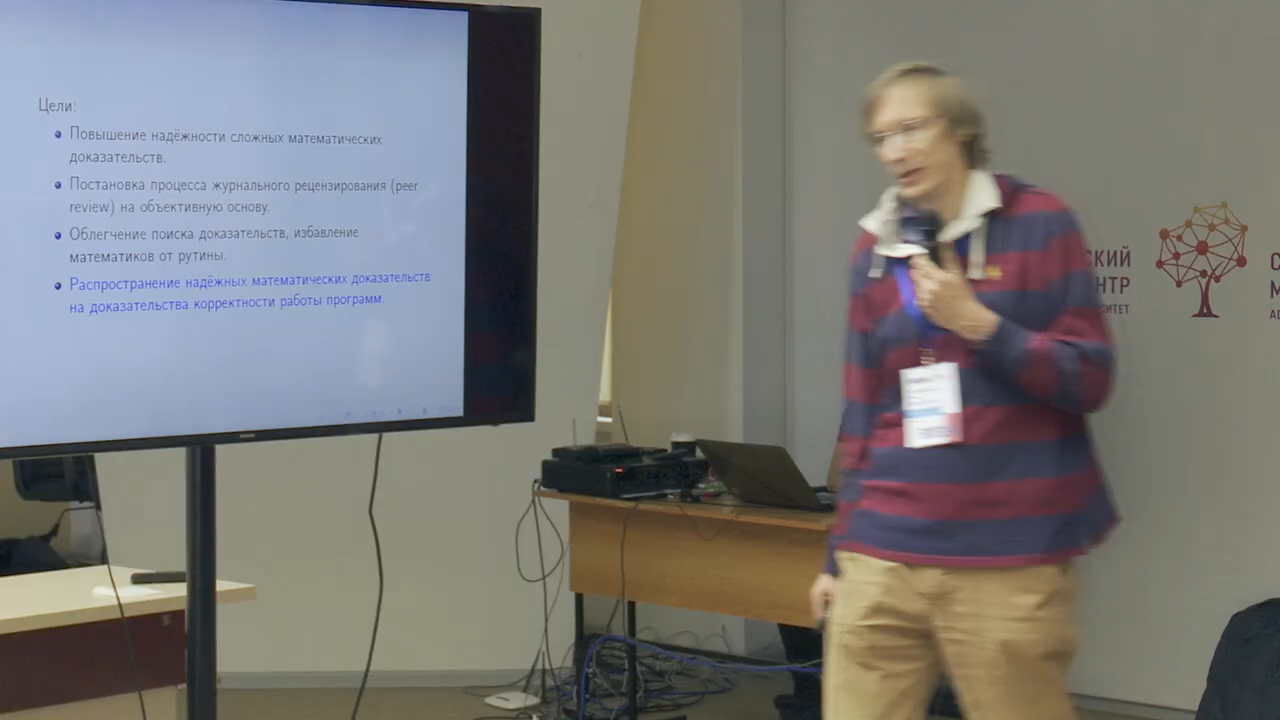 Цели:
Повышение надёжности сложных математических
доказательств.
Постановка процесса журнального рецензирования (peer
review) на объективную основу.
Облегчение поиска доказательств, избавление
математиков от рутины.
Распространение надёжных математических доказательств
на доказательства корректности работы программ.
СКИЙ
НТР
СИТЕТ
С
М